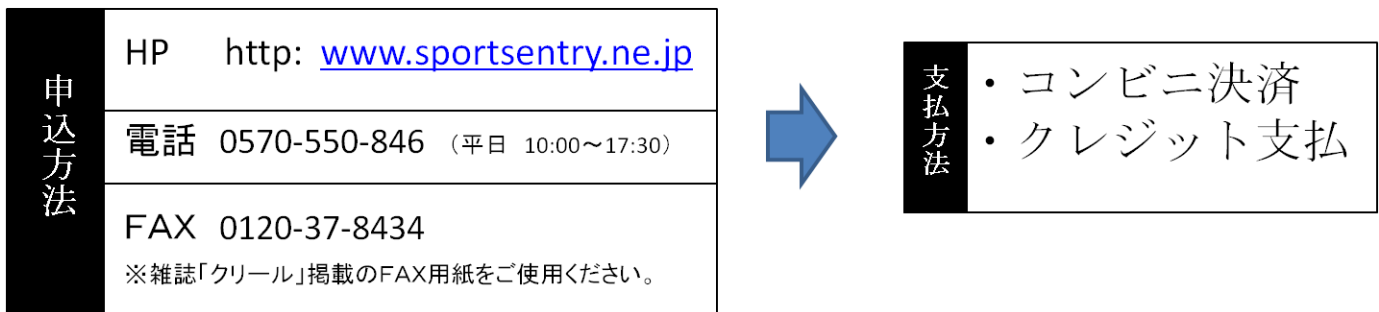 申込方法
HP http: www.sportsentry.ne.jp
電話 0570-550-846 (平日 10:00～17:30)
FAX 0120-37-8434
※雑誌「クリール」掲載のFAX用紙をご使用ください。
支払方法
・コンビニ決済
・クレジット支払